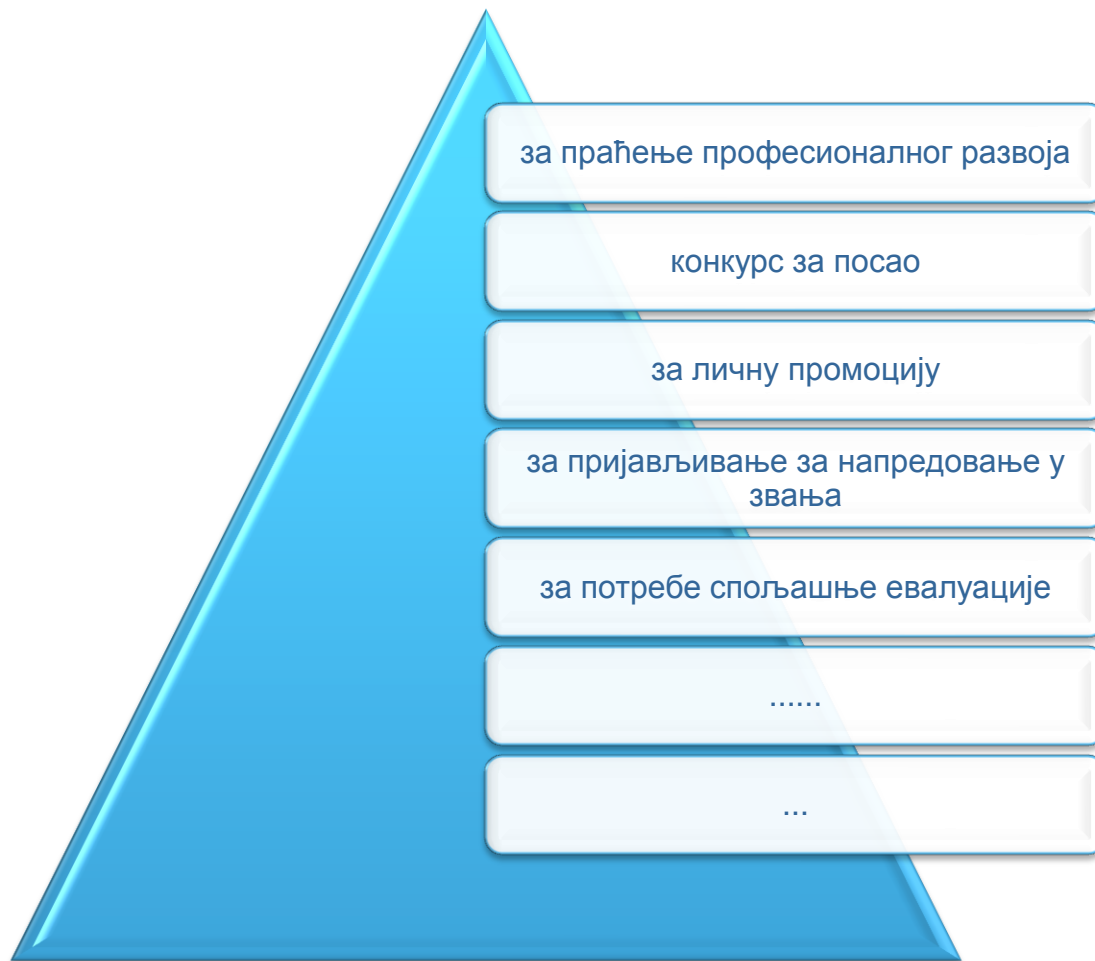 за праћење професионалног развоја
конкурс за посао
за личну промоцију
за пријављивање за напредовање у
звања
за потребе спољашње евалуације
......
...